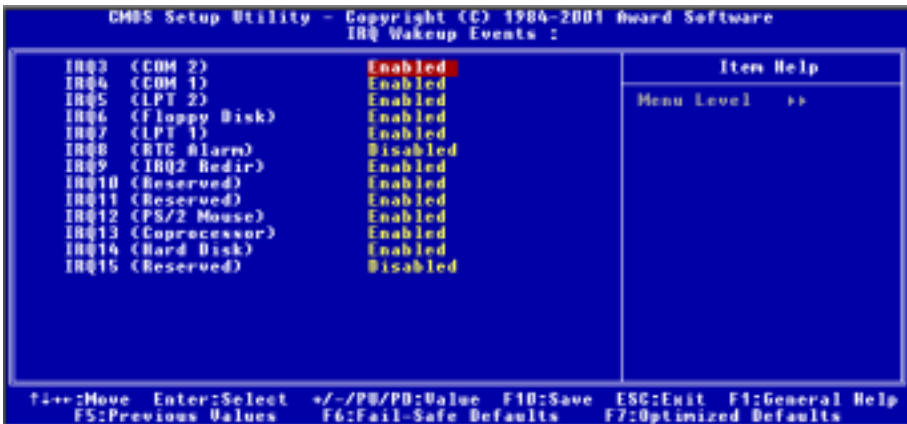 CMOS Setup Utility - Copyright (C) 1984-2001 Award Software
IRQ Wakeup Events :
IRQ3 (COM 2) Enabled
IRQ4 (COM 1) Enabled
IRQ5 (LPT 2) Enabled
IRQ6 (Floppy Disk) Enabled
IRQ7 (LPT 1) Enabled
IRQ8 (RTC Alarm) Disabled
IRQ9 (IRQ2 Redir) Enabled
IRQ10 (Reserved) Enabled
IRQ11 (Reserved) Enabled
IRQ12 (PS/2 Mouse) Enabled
IRQ13 (Coprocessor) Enabled
IRQ14 (Hard Disk) Enabled
IRQ15 (Reserved) Disabled
Item Help
Menu Level ▸▸
↑↓→←:Move Enter:Select +/-/PU/PD:Value F10:Save ESC:Exit F1:General Help
F5:Previous Values F6:Fail-Safe Defaults F7:Optimized Defaults